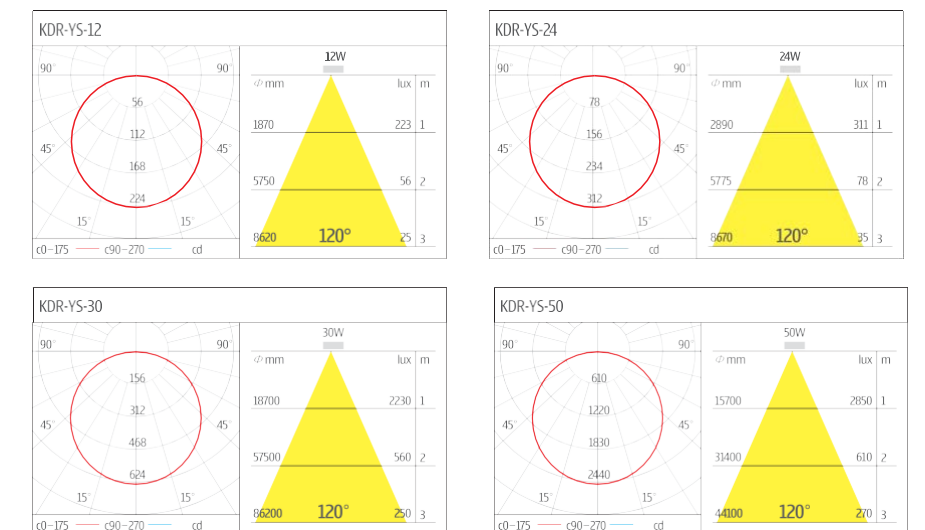 KDR-YS-12
12W
90° 90°
Φ mm lux m
56
1870 223 1
112
45° 45°
168
5750 56 2
224
15° 15°
8620 120° 25 3
c0-175 c90-270 cd
KDR-YS-24
24W
90° 90°
Φ mm lux m
78
2890 311 1
156
45° 45°
234
5775 78 2
312
15° 15°
8670 120° 35 3
c0-175 c90-270 cd
KDR-YS-30
30W
90° 90°
Φ mm lux m
156
18700 2230 1
312
45° 45°
468
57500 560 2
624
15° 15°
86200 120° 250 3
c0-175 c90-270 cd
KDR-YS-50
50W
90° 90°
Φ mm lux m
610
15700 2850 1
1220
45° 45°
1830
31400 610 2
2440
15° 15°
44100 120° 270 3
c0-175 c90-270 cd